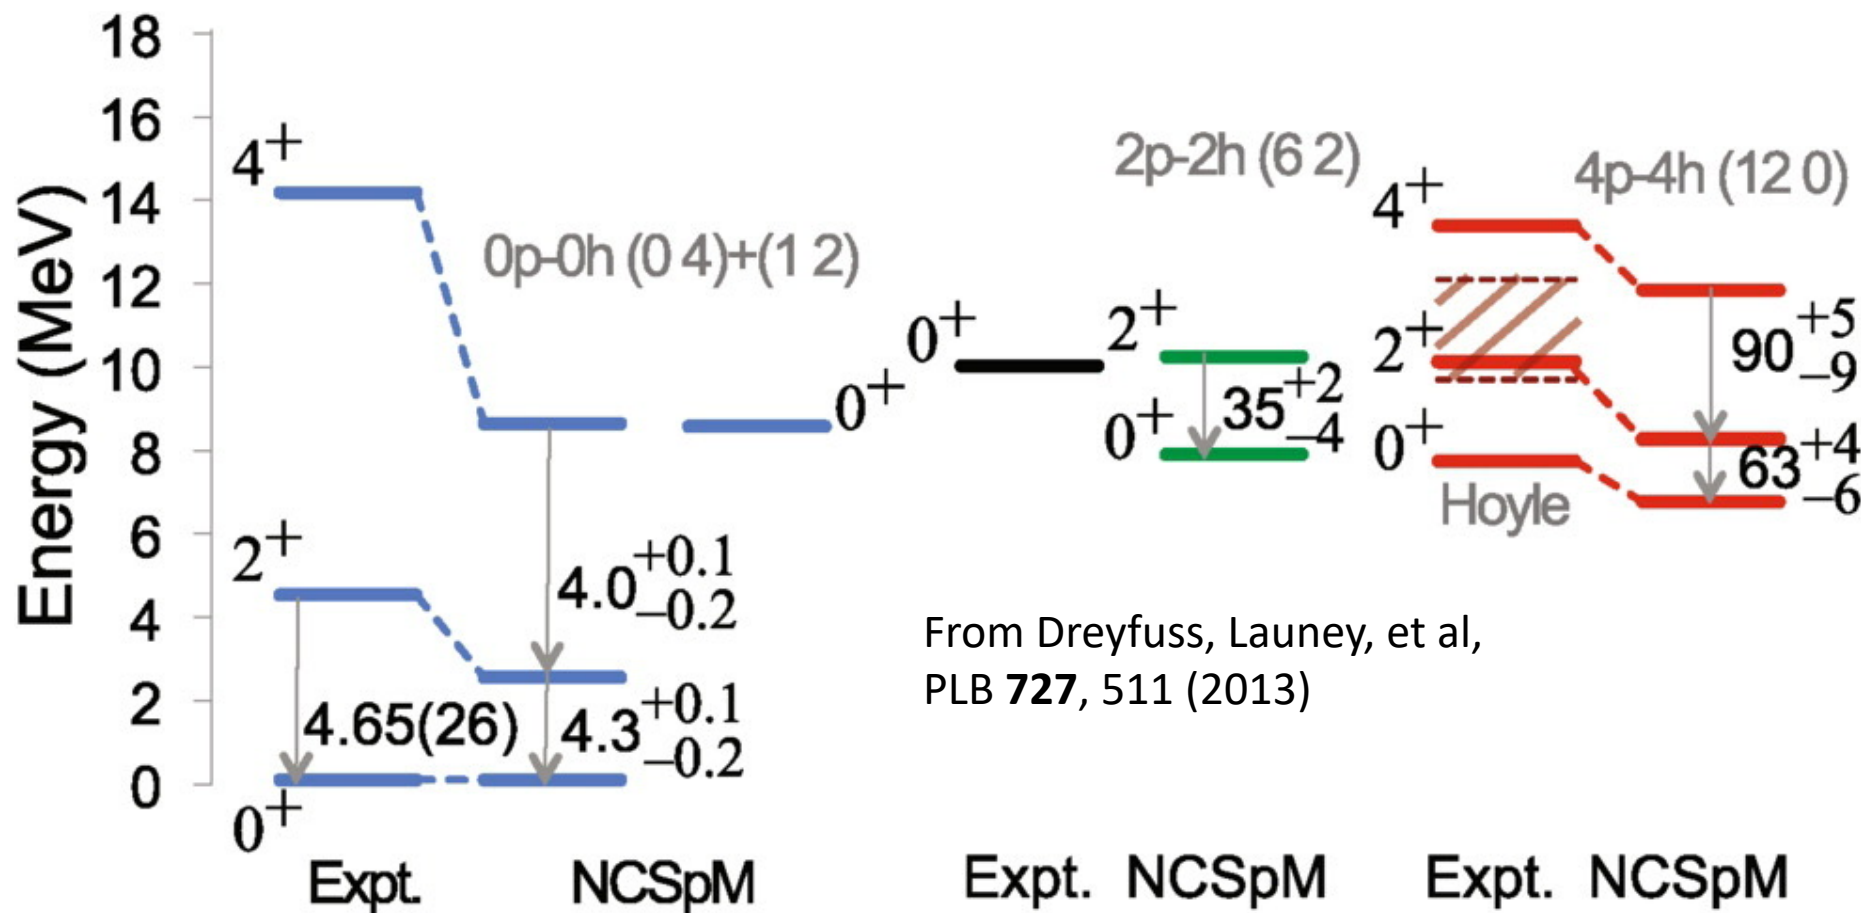 Energy (MeV)
18
16
14
12
10
8
6
4
2
0
4+
2+
0+
4.65(26)
0p-0h (0 4)+(1 2)
4.0 +0.1 –0.2
4.3 +0.1 –0.2
0+
Expt. NCSpM
0+
2p-2h (6 2)
2+
0+
35 +2 –4
Expt. NCSpM
4p-4h (12 0)
4+
2+
0+
Hoyle
90 +5 –9
63 +4 –6
Expt. NCSpM
From Dreyfuss, Launey, et al,
PLB 727, 511 (2013)